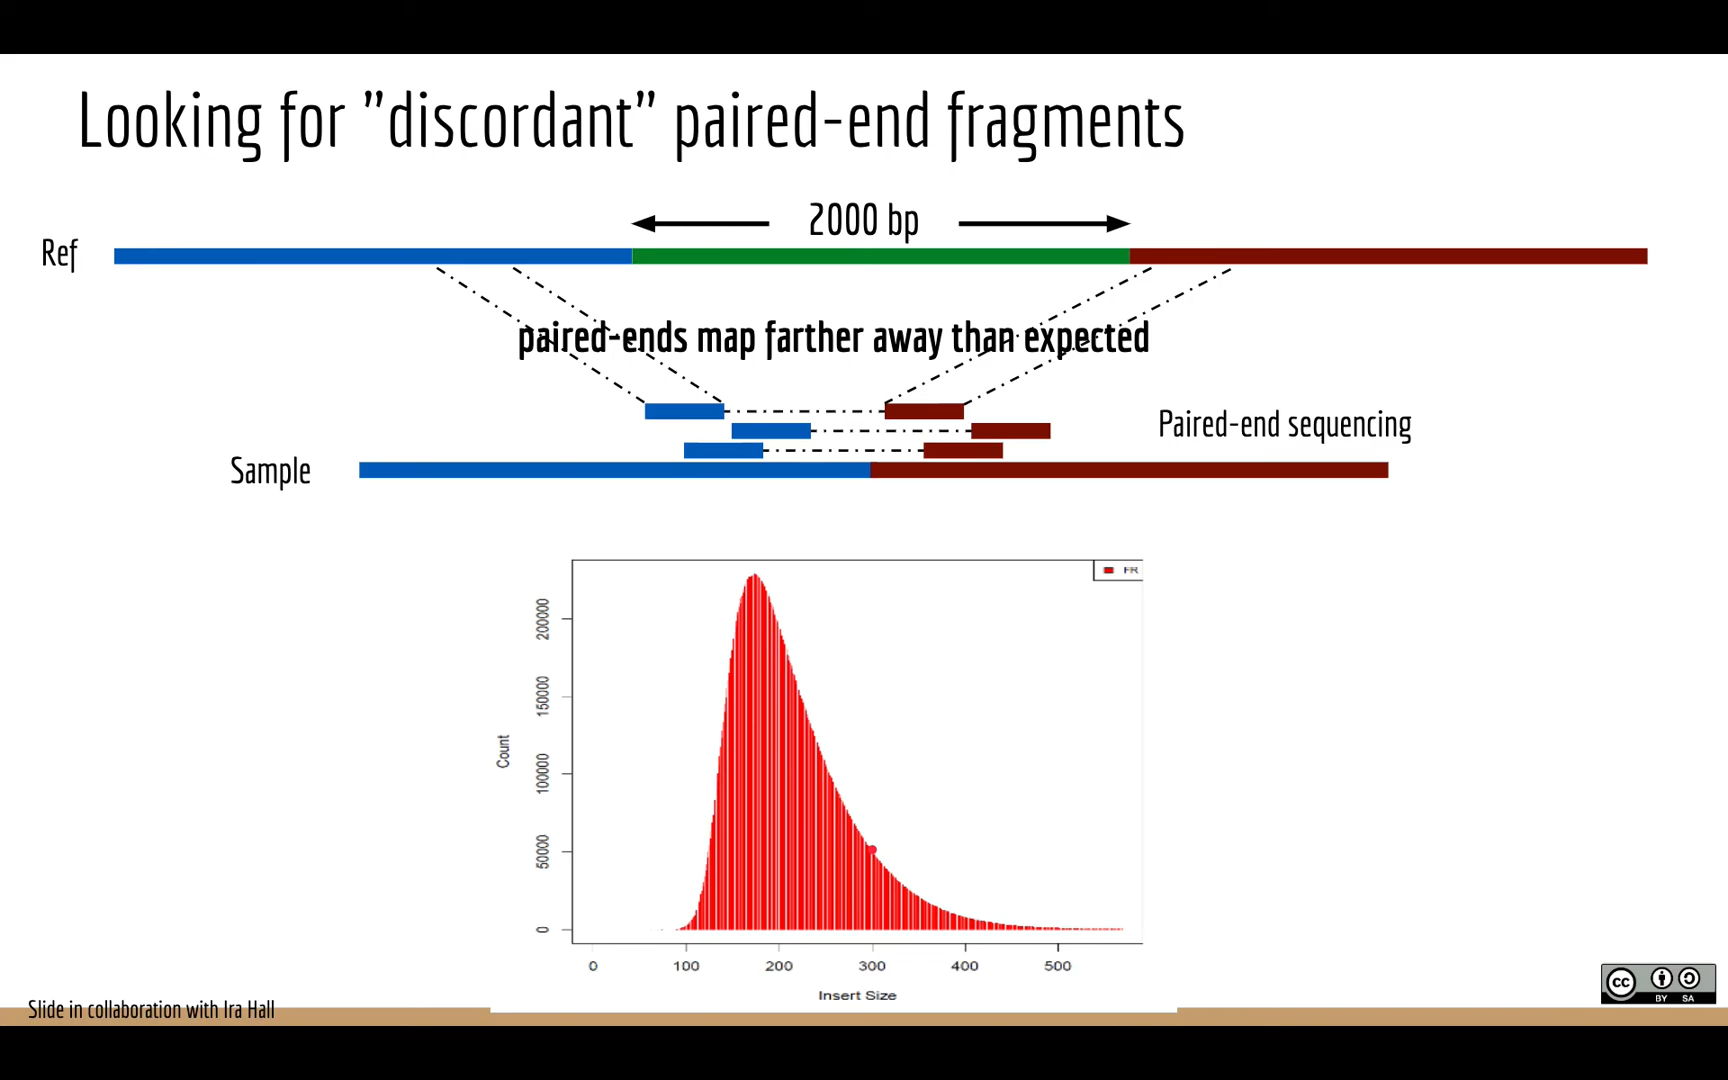 Looking for ”discordant” paired-end fragments
2000 bp
Ref
paired-ends map farther away than expected
Paired-end sequencing
Sample
FR
200000
150000
100000
50000
0
Count
0 100 200 300 400 500
Insert Size
Slide in collaboration with Ira Hall
cc
BY SA